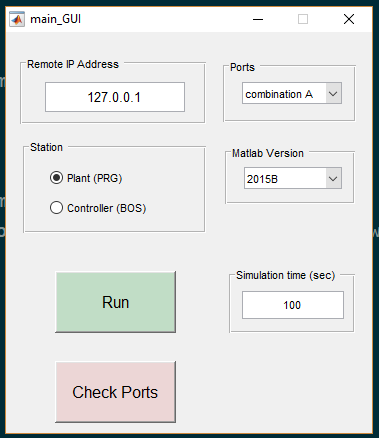 main_GUI
Remote IP Address
127.0.0.1
Ports
combination A
Station
Plant (PRG)
Controller (BOS)
Matlab Version
2015B
Run
Simulation time (sec)
100
Check Ports